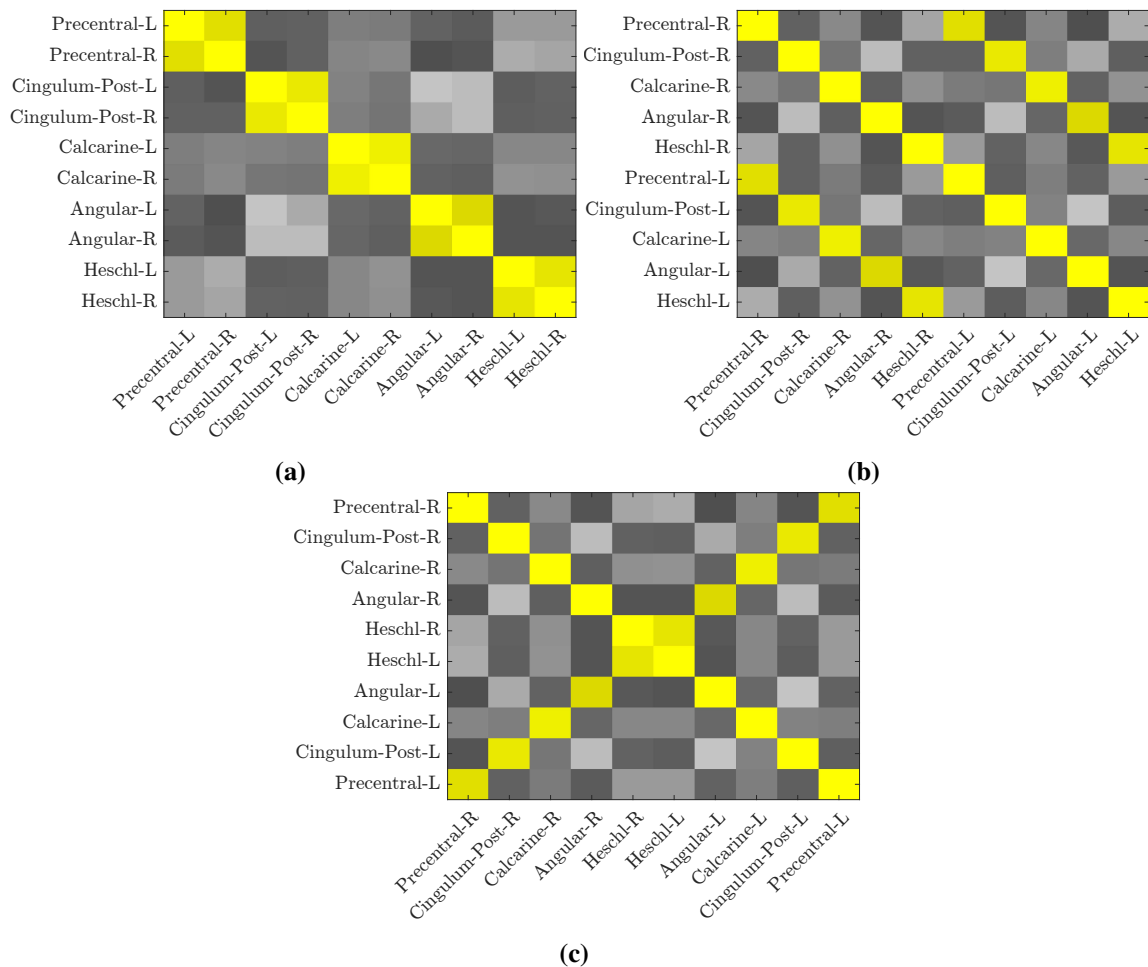 Precentral-L
Precentral-R
Cingulum-Post-L
Cingulum-Post-R
Calcarine-L
Calcarine-R
Angular-L
Angular-R
Heschl-L
Heschl-R
Precentral-L
Precentral-R
Cingulum-Post-L
Cingulum-Post-R
Calcarine-L
Calcarine-R
Angular-L
Angular-R
Heschl-L
Heschl-R
(a)
Precentral-R
Cingulum-Post-R
Calcarine-R
Angular-R
Heschl-R
Precentral-L
Cingulum-Post-L
Calcarine-L
Angular-L
Heschl-L
Precentral-R
Cingulum-Post-R
Calcarine-R
Angular-R
Heschl-R
Precentral-L
Cingulum-Post-L
Calcarine-L
Angular-L
Heschl-L
(b)
Precentral-R
Cingulum-Post-R
Calcarine-R
Angular-R
Heschl-R
Heschl-L
Angular-L
Calcarine-L
Cingulum-Post-L
Precentral-L
Precentral-R
Cingulum-Post-R
Calcarine-R
Angular-R
Heschl-R
Heschl-L
Angular-L
Calcarine-L
Cingulum-Post-L
Precentral-L
(c)